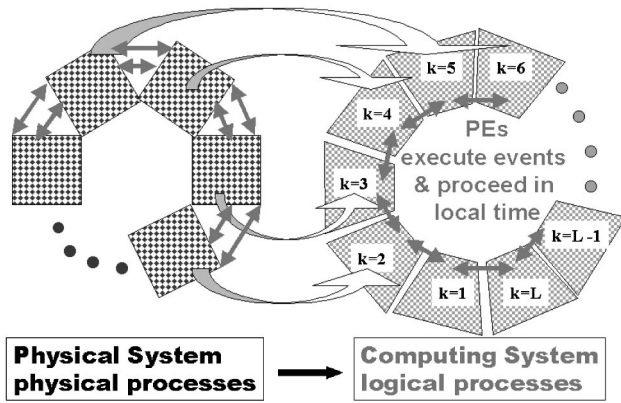 k=5
k=6
k=4
PEs
execute events
k=3
& proceed in
local time
k=2
k=L -1
k=1
k=L
Physical System
physical processes
Computing System
logical processes